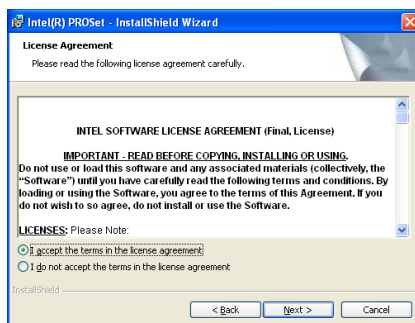 Intel(R) PROSet - InstallShield Wizard
License Agreement
Please read the following license agreement carefully.
INTEL SOFTWARE LICENSE AGREEMENT (Final, License)
IMPORTANT - READ BEFORE COPYING, INSTALLING OR USING.
Do not use or load this software and any associated materials (collectively, the
“Software”) until you have carefully read the following terms and conditions. By
loading or using the Software, you agree to the terms of this Agreement. If you
do not wish to so agree, do not install or use the Software.
LICENSES: Please Note:
I accept the terms in the license agreement
I do not accept the terms in the license agreement
InstallShield
< Back
Next >
Cancel